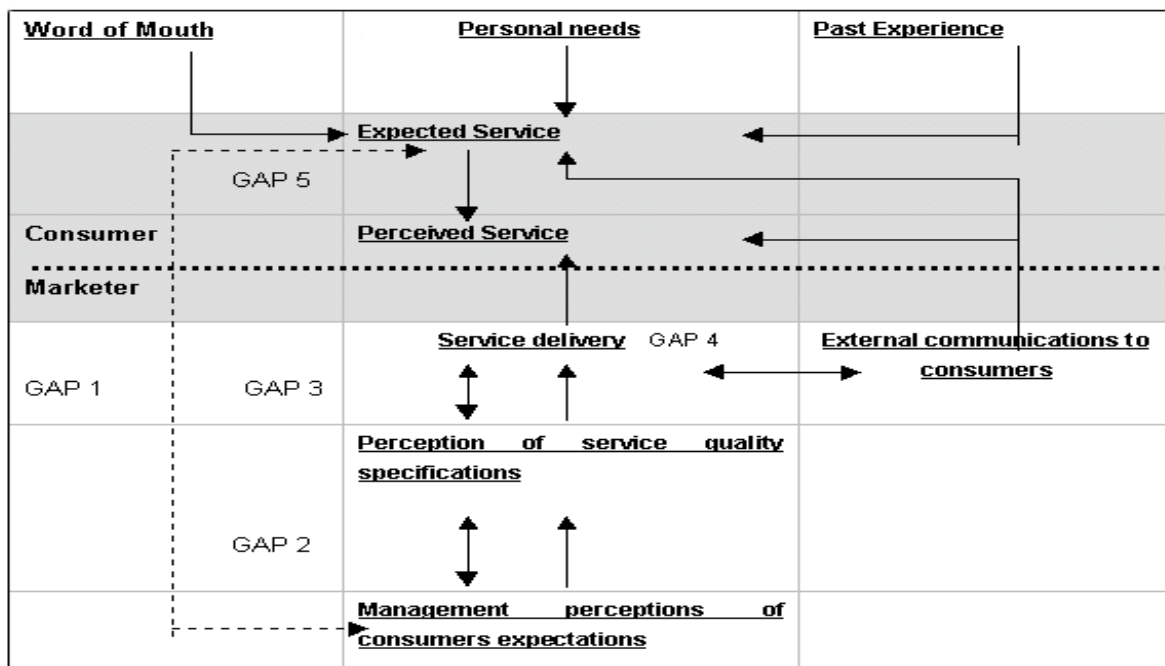 Word of Mouth
Personal needs
Past Experience
Expected Service
GAP 5
Consumer
Perceived Service
Marketer
Service delivery GAP 4
External communications to
consumers
GAP 1
GAP 3
Perception of service quality
specifications
GAP 2
Management perceptions of
consumers expectations